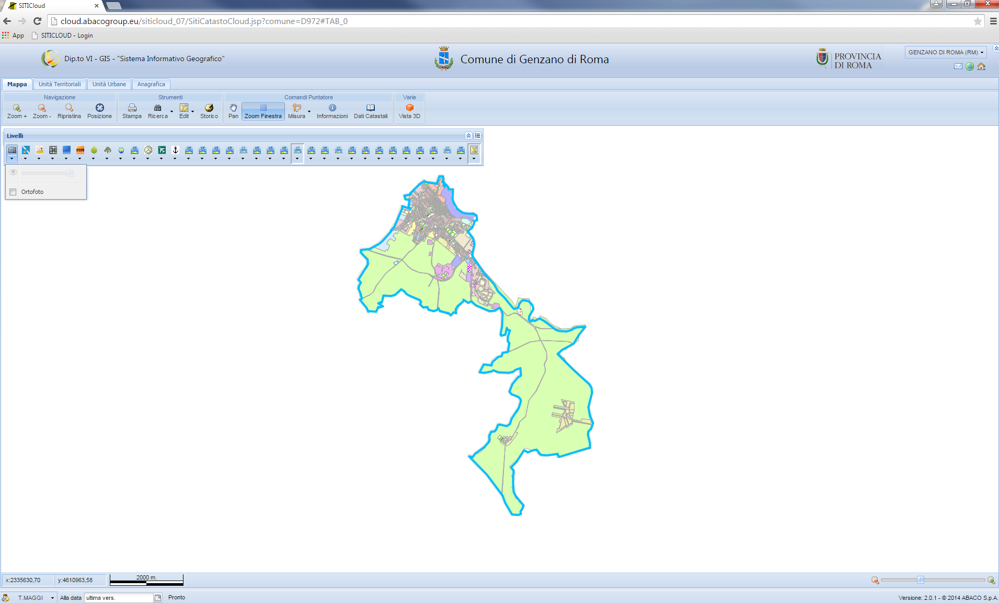 SITICloud
cloud.abacogroup.eu/siticloud_07/SitiCatastoCloud.jsp?comune=D972#TAB_0
App SITICLOUD - Login
Dip.to VI - GIS - "Sistema Informativo Geografico"
Comune di Genzano di Roma
PROVINCIA
DI ROMA
GENZANO DI ROMA (RM)
Mappa Unità Territoriali Unità Urbane Anagrafica
Navigazione Strumenti Comandi Puntatore Varie
Zoom + Zoom - Ripristina Posizione Stampa Ricerca Edit Storico Pan Zoom Finestra Misura Informazioni Dati Catastali Vista 3D
Livelli
PTPR
Ortofoto
x:2335630,70 y:4610963,58 2000 m.
T.MAGGI Alla data ultima vers. Pronto
Versione: 2.0.1 - © 2014 ABACO S.p.A.